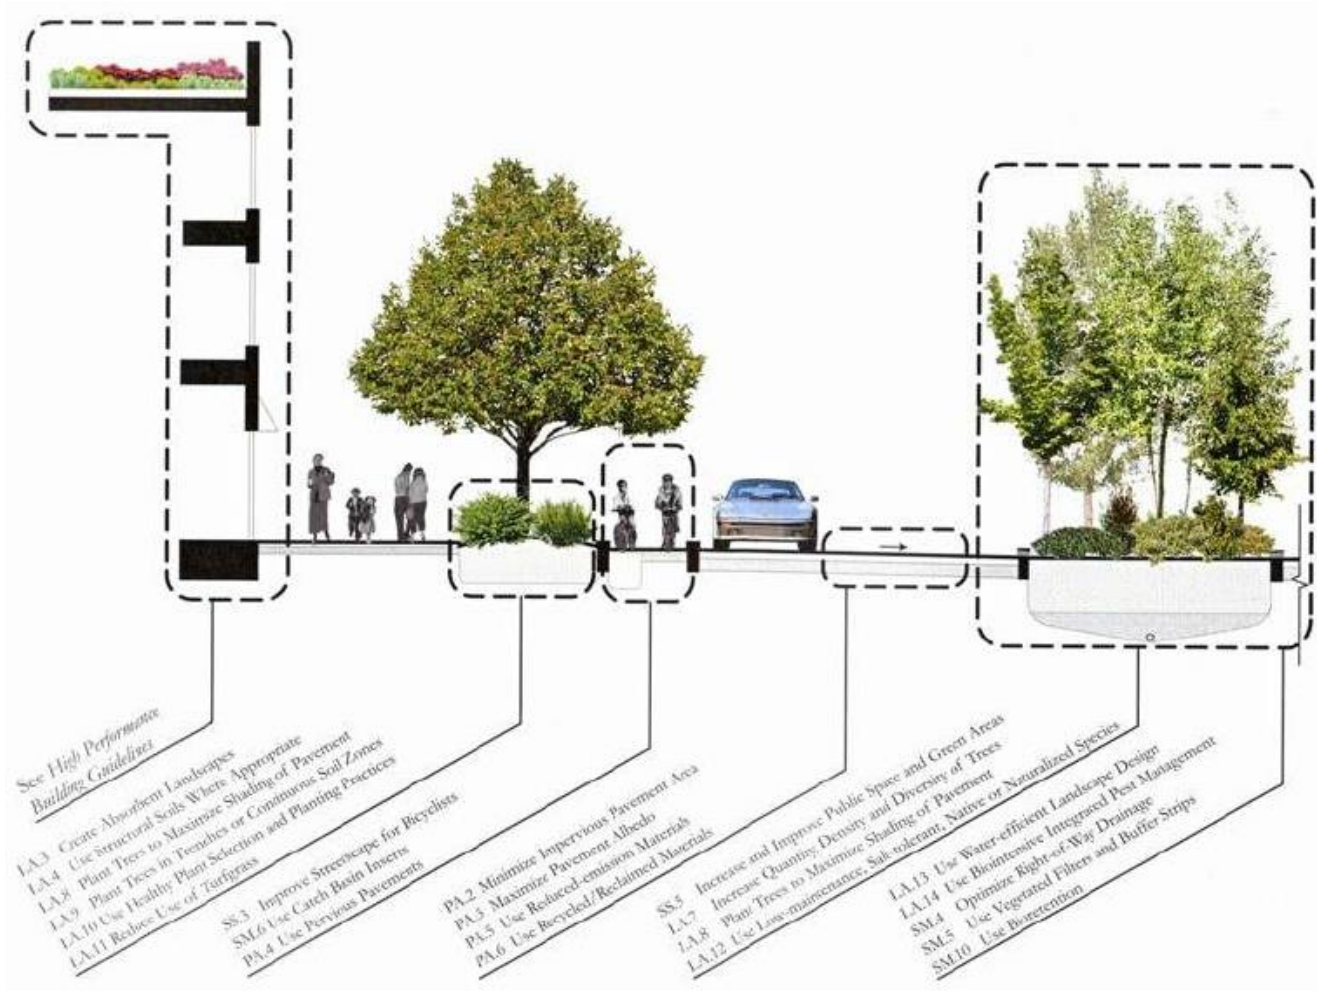 See High Performance
Building Guidelines
LA.3 Create Absorbent Landscapes
LA.4 Use Structural Soils Where Appropriate
LA.8 Plant Trees to Maximize Shading of Pavement
LA.9 Plant Trees in Trenches or Continuous Soil Zones
LA.10 Use Healthy Plant Selection and Planting Practices
LA.11 Reduce Use of Turfgrass
SS.3 Improve Streetscape for Bicyclists
SM.6 Use Catch Basin Inserts
PA.4 Use Pervious Pavements
PA.2 Minimize Impervious Pavement Area
PA.3 Maximize Pavement Albedo
PA.5 Use Reduced-emission Materials
PA.6 Use Recycled/Reclaimed Materials
SS.5 Increase and Improve Public Space and Green Areas
LA.7 Increase Quantity, Density and Diversity of Trees
LA.8 Plant Trees to Maximize Shading of Pavement
LA.12 Use Low-maintenance, Salt-tolerant, Native or Naturalized Species
LA.13 Use Water-efficient Landscape Design
LA.14 Use Biointensive Integrated Pest Management
SM.4 Optimize Right-of-Way Drainage
SM.5 Use Vegetated Filters and Buffer Strips
SM.10 Use Bioretention